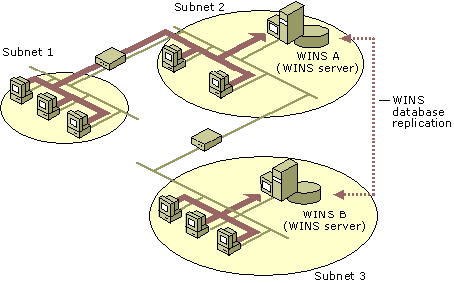 Subnet 2
Subnet 1
WINS A
(WINS server)
WINS
database
replication
WINS B
(WINS server)
Subnet 3